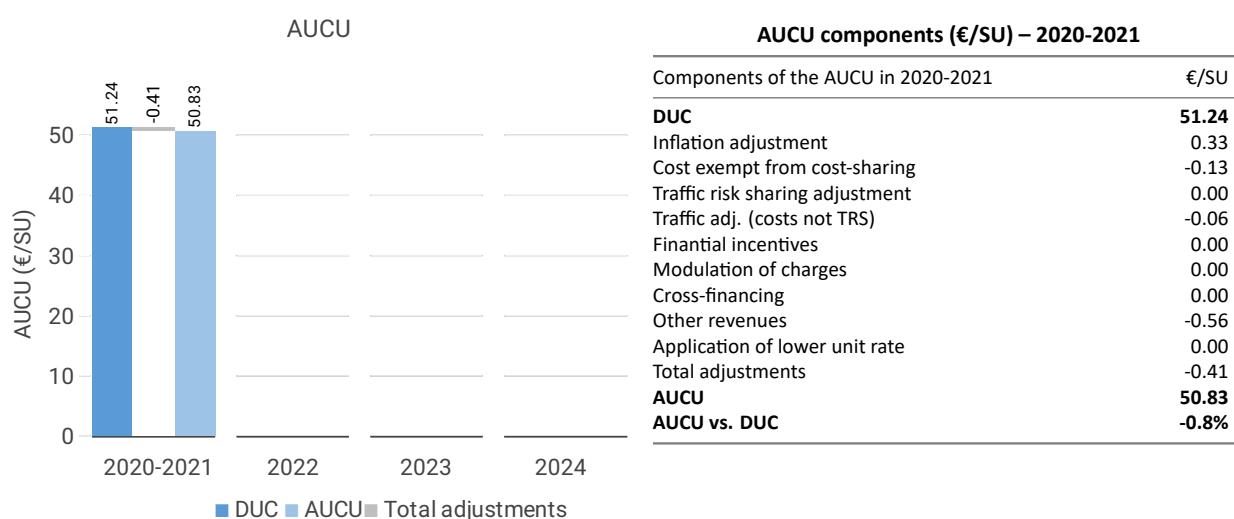 AUCU
51.24
-0.41
50.83
AUCU (€/SU)
50
40
30
20
10
0
2020-2021
2022
2023
2024
DUC
AUCU
Total adjustments
AUCU components (€/SU) – 2020-2021
Components of the AUCU in 2020-2021 €/SU
DUC 51.24
Inflation adjustment 0.33
Cost exempt from cost-sharing -0.13
Traffic risk sharing adjustment 0.00
Traffic adj. (costs not TRS) -0.06
Finantial incentives 0.00
Modulation of charges 0.00
Cross-financing 0.00
Other revenues -0.56
Application of lower unit rate 0.00
Total adjustments -0.41
AUCU 50.83
AUCU vs. DUC -0.8%